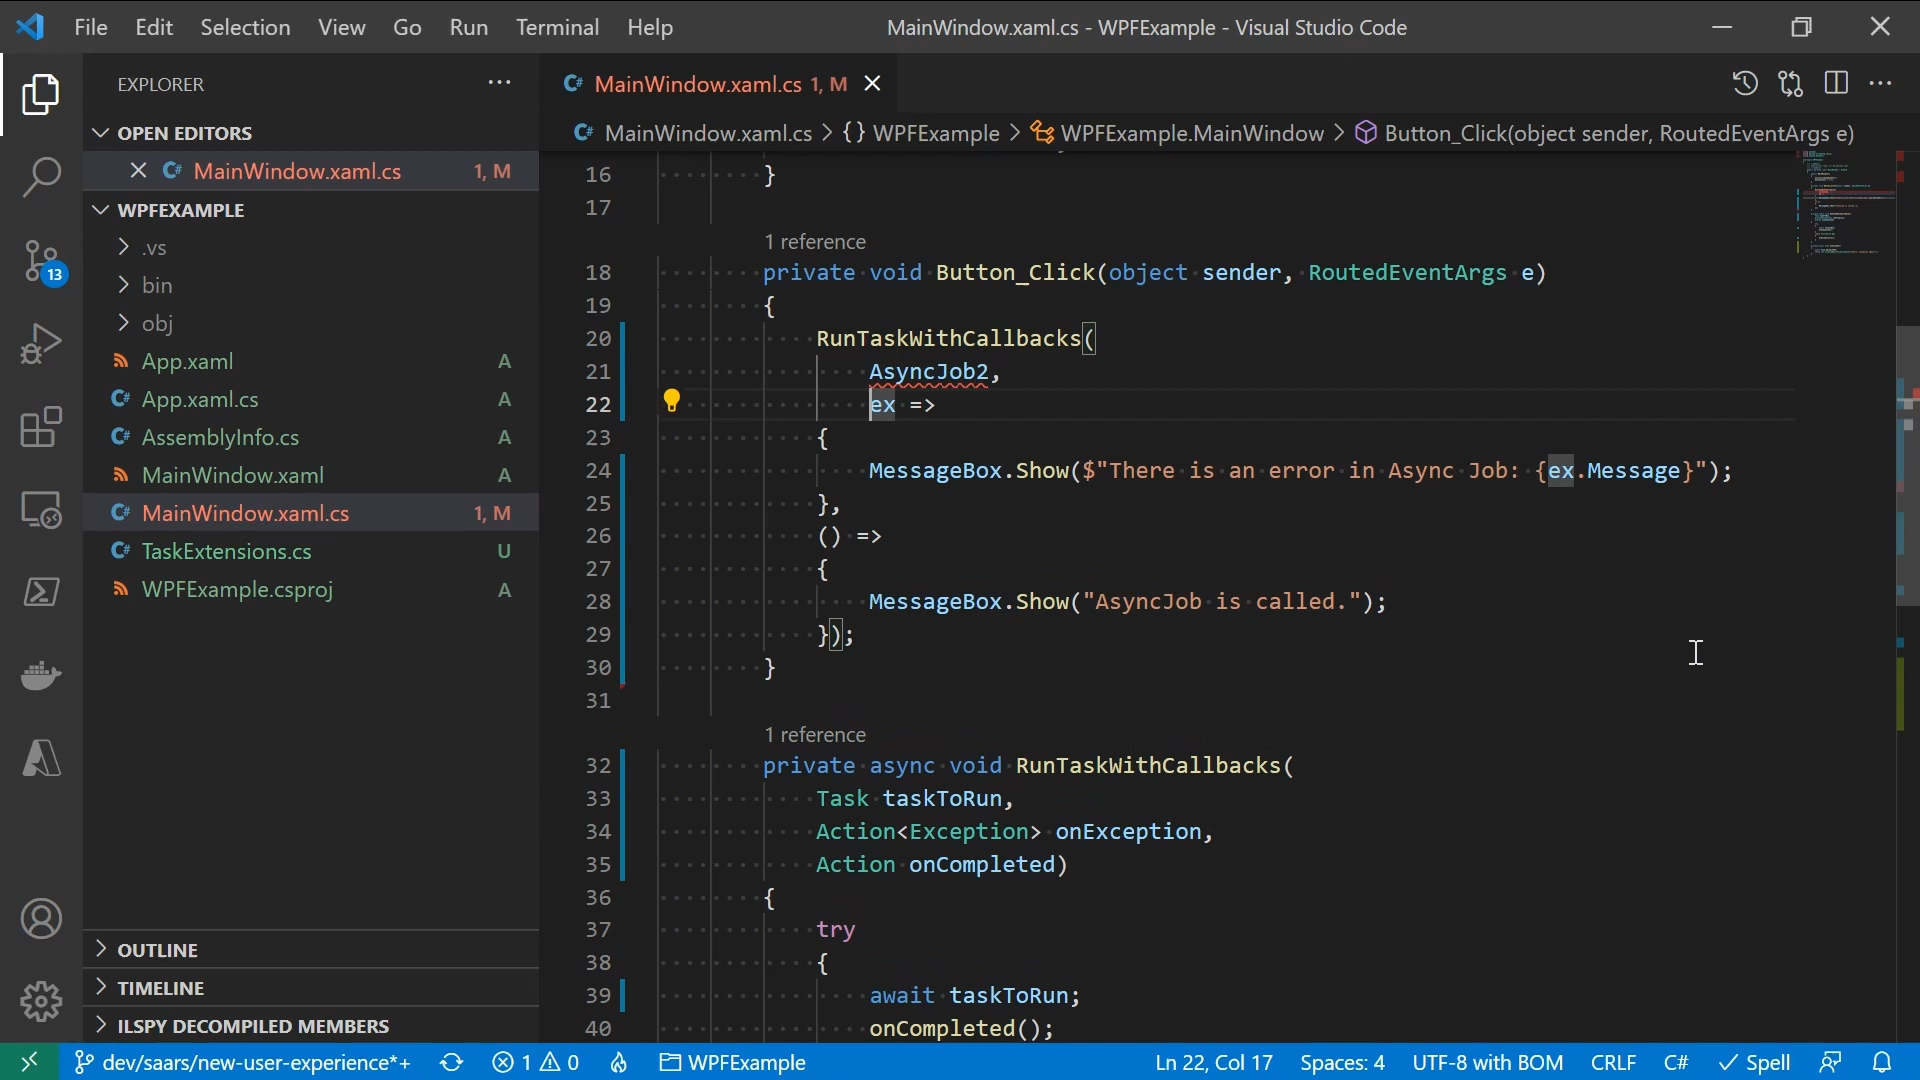 File Edit Selection View Go Run Terminal Help
MainWindow.xaml.cs - WPFExample - Visual Studio Code
EXPLORER
OPEN EDITORS
MainWindow.xaml.cs 1, M
WPFEXAMPLE
.vs
bin
obj
App.xaml A
App.xaml.cs A
AssemblyInfo.cs A
MainWindow.xaml A
MainWindow.xaml.cs 1, M
TaskExtensions.cs U
WPFExample.csproj A
OUTLINE
TIMELINE
ILSPY DECOMPILED MEMBERS
13
MainWindow.xaml.cs 1, M
MainWindow.xaml.cs > {} WPFExample > WPFExample.MainWindow > Button_Click(object sender, RoutedEventArgs e)
16 }
17
1 reference
18 private void Button_Click(object sender, RoutedEventArgs e)
19 {
20 RunTaskWithCallbacks(
21 AsyncJob2,
22 ex =>
23 {
24 MessageBox.Show($"There is an error in Async Job: {ex.Message}");
25 },
26 () =>
27 {
28 MessageBox.Show("AsyncJob is called.");
29 });
30 }
31
1 reference
32 private async void RunTaskWithCallbacks(
33 Task taskToRun,
34 Action<Exception> onException,
35 Action onCompleted)
36 {
37 try
38 {
39 await taskToRun;
40 onCompleted();
dev/saars/new-user-experience*+ 1 0 WPFExample Ln 22, Col 17 Spaces: 4 UTF-8 with BOM CRLF C# Spell